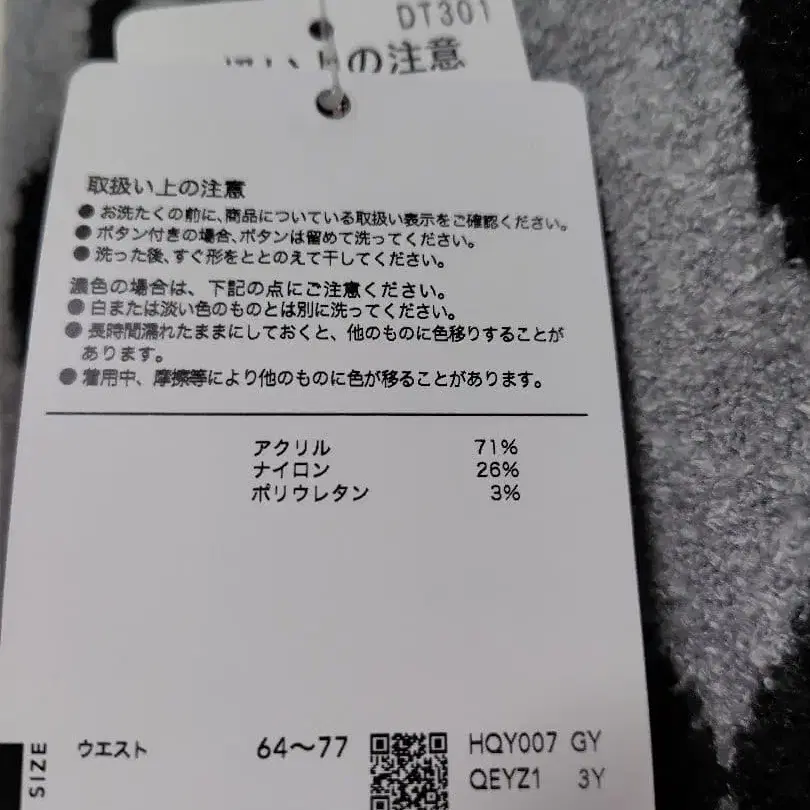 DT301
上の注意
取扱い上の注意
● お洗たくの前に、商品についている取扱い表示をご確認ください。
● ボタン付きの場合、ボタンは留めて洗ってください。
● 洗った後、すぐ形をととのえて干してください。
濃色の場合は、下記の点にご注意ください。
● 白または淡い色のものとは別に洗ってください。
● 長時間濡れたままにしておくと、他のものに色移りすることが
あります。
● 着用中、摩擦等により他のものに色が移ることがあります。
アクリル 71%
ナイロン 26%
ポリウレタン 3%
SIZE ウエスト 64〜77 HQY007 GY
QEYZ1 3Y